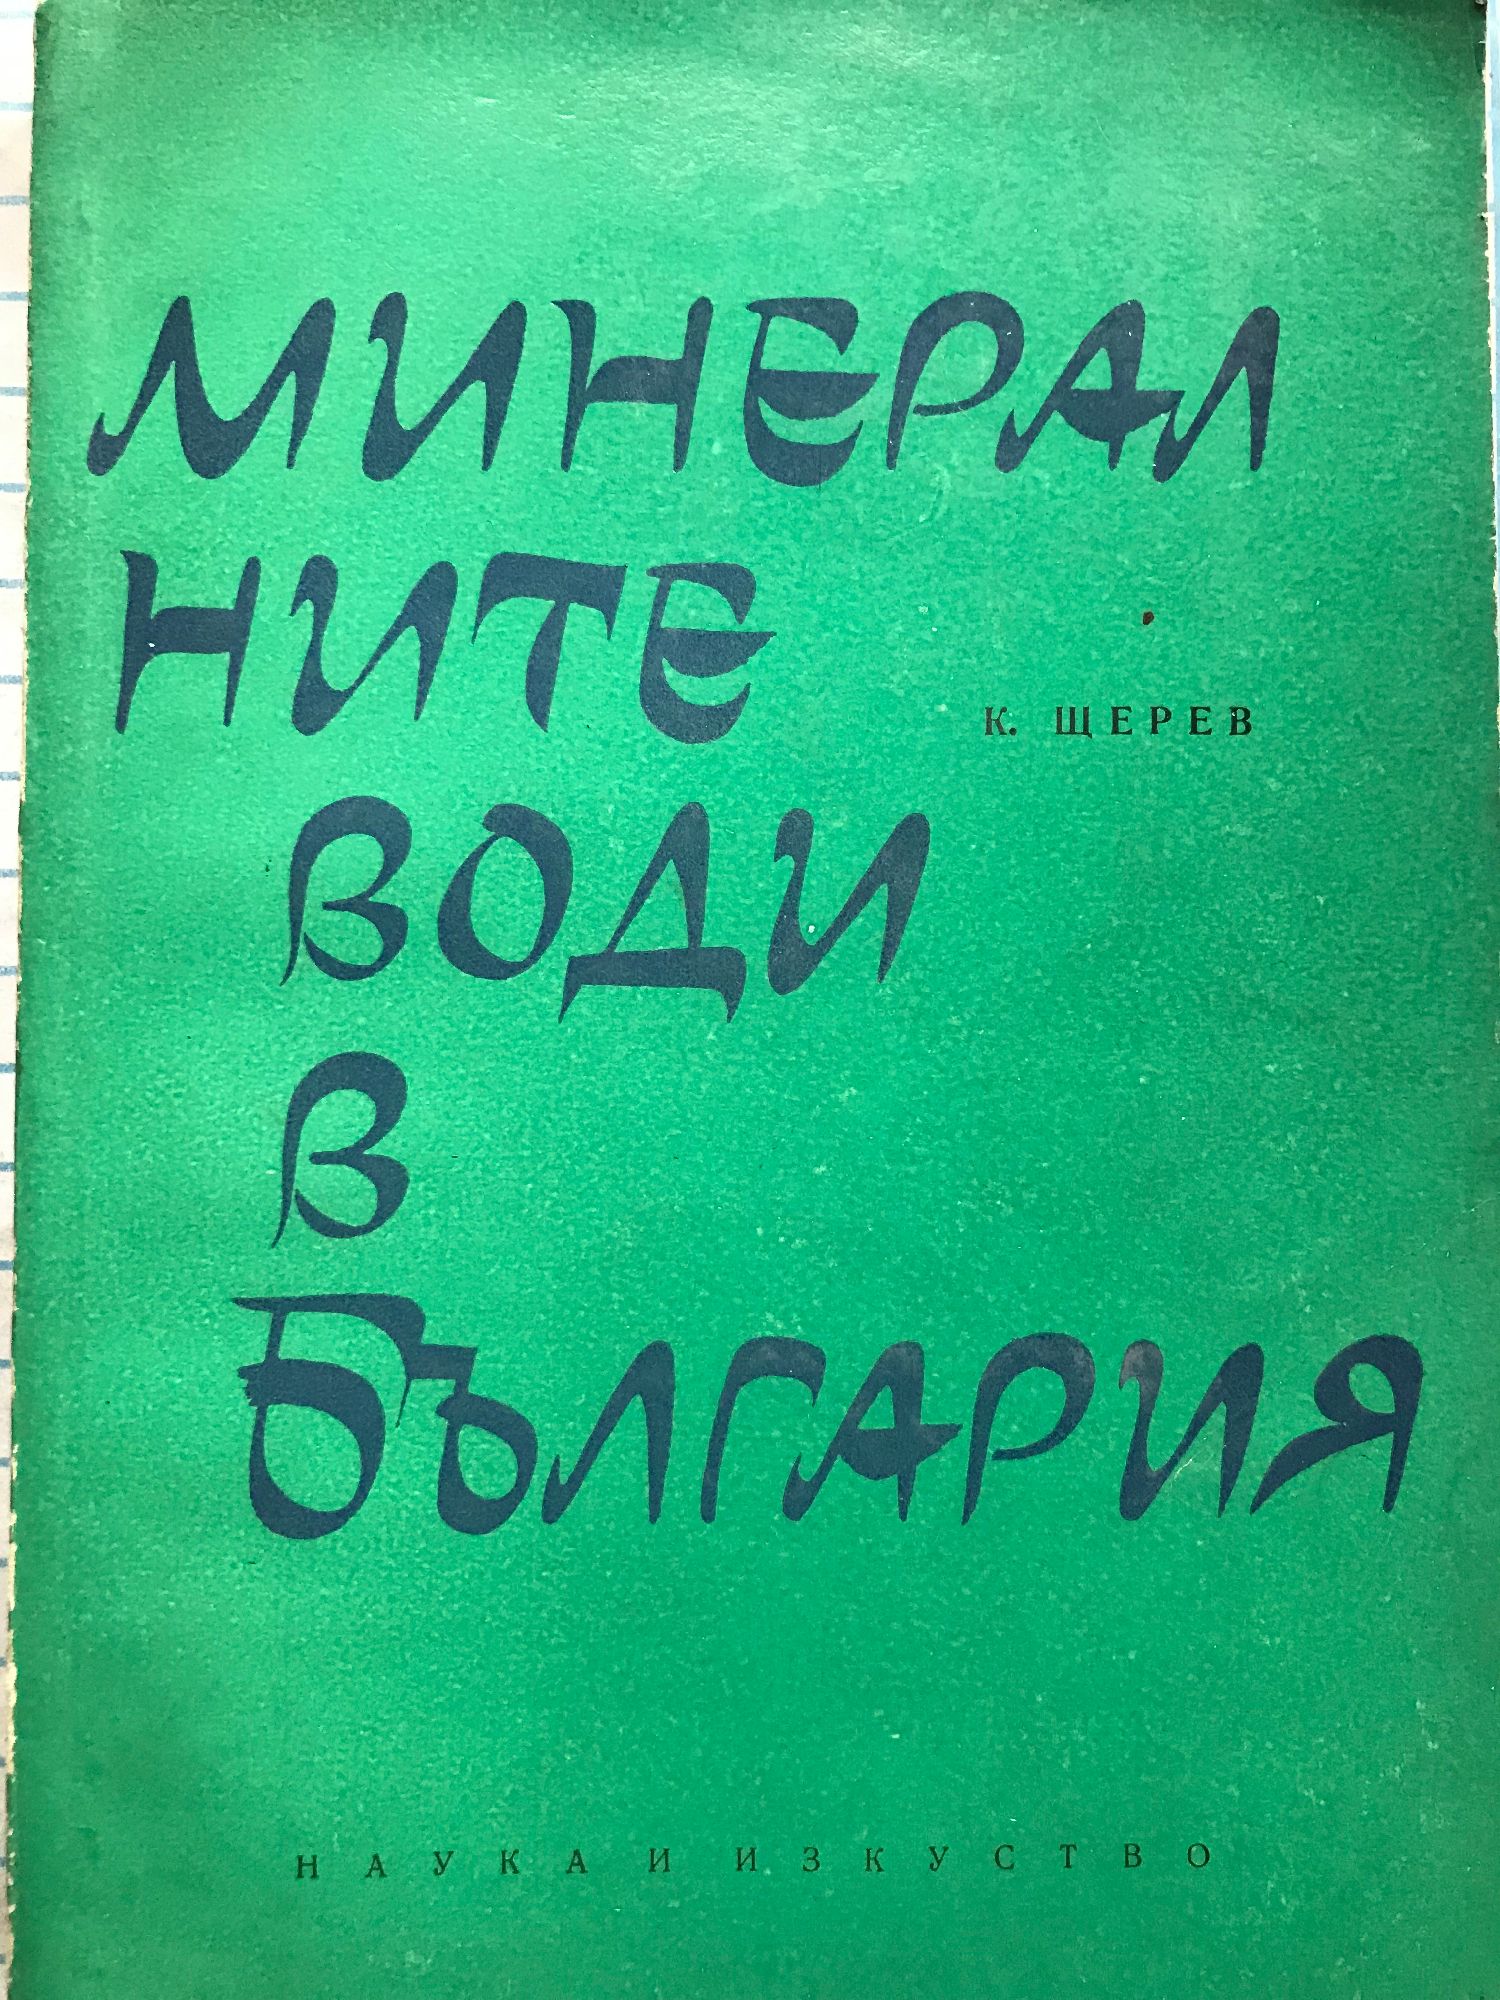 МИНЕРАЛ
НИТЕ
К. ЩЕРЕВ
ВОДИ
В
БЪЛГАРИЯ
НАУКА И ИЗКУСТВО